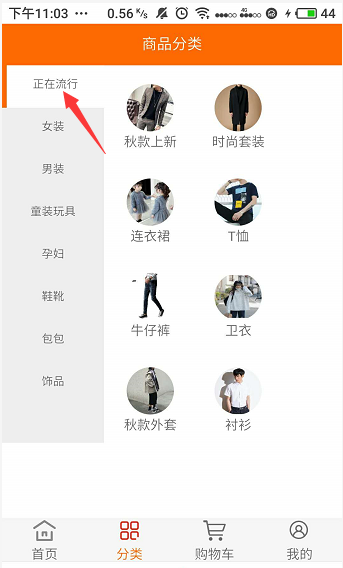 下午11:03 ··· 0.56 K/s 4G 44
商品分类
正在流行
女装
男装
童装玩具
孕妇
鞋靴
包包
饰品
秋款上新 时尚套装
连衣裙 T恤
牛仔裤 卫衣
秋款外套 衬衫
首页 分类 购物车 我的